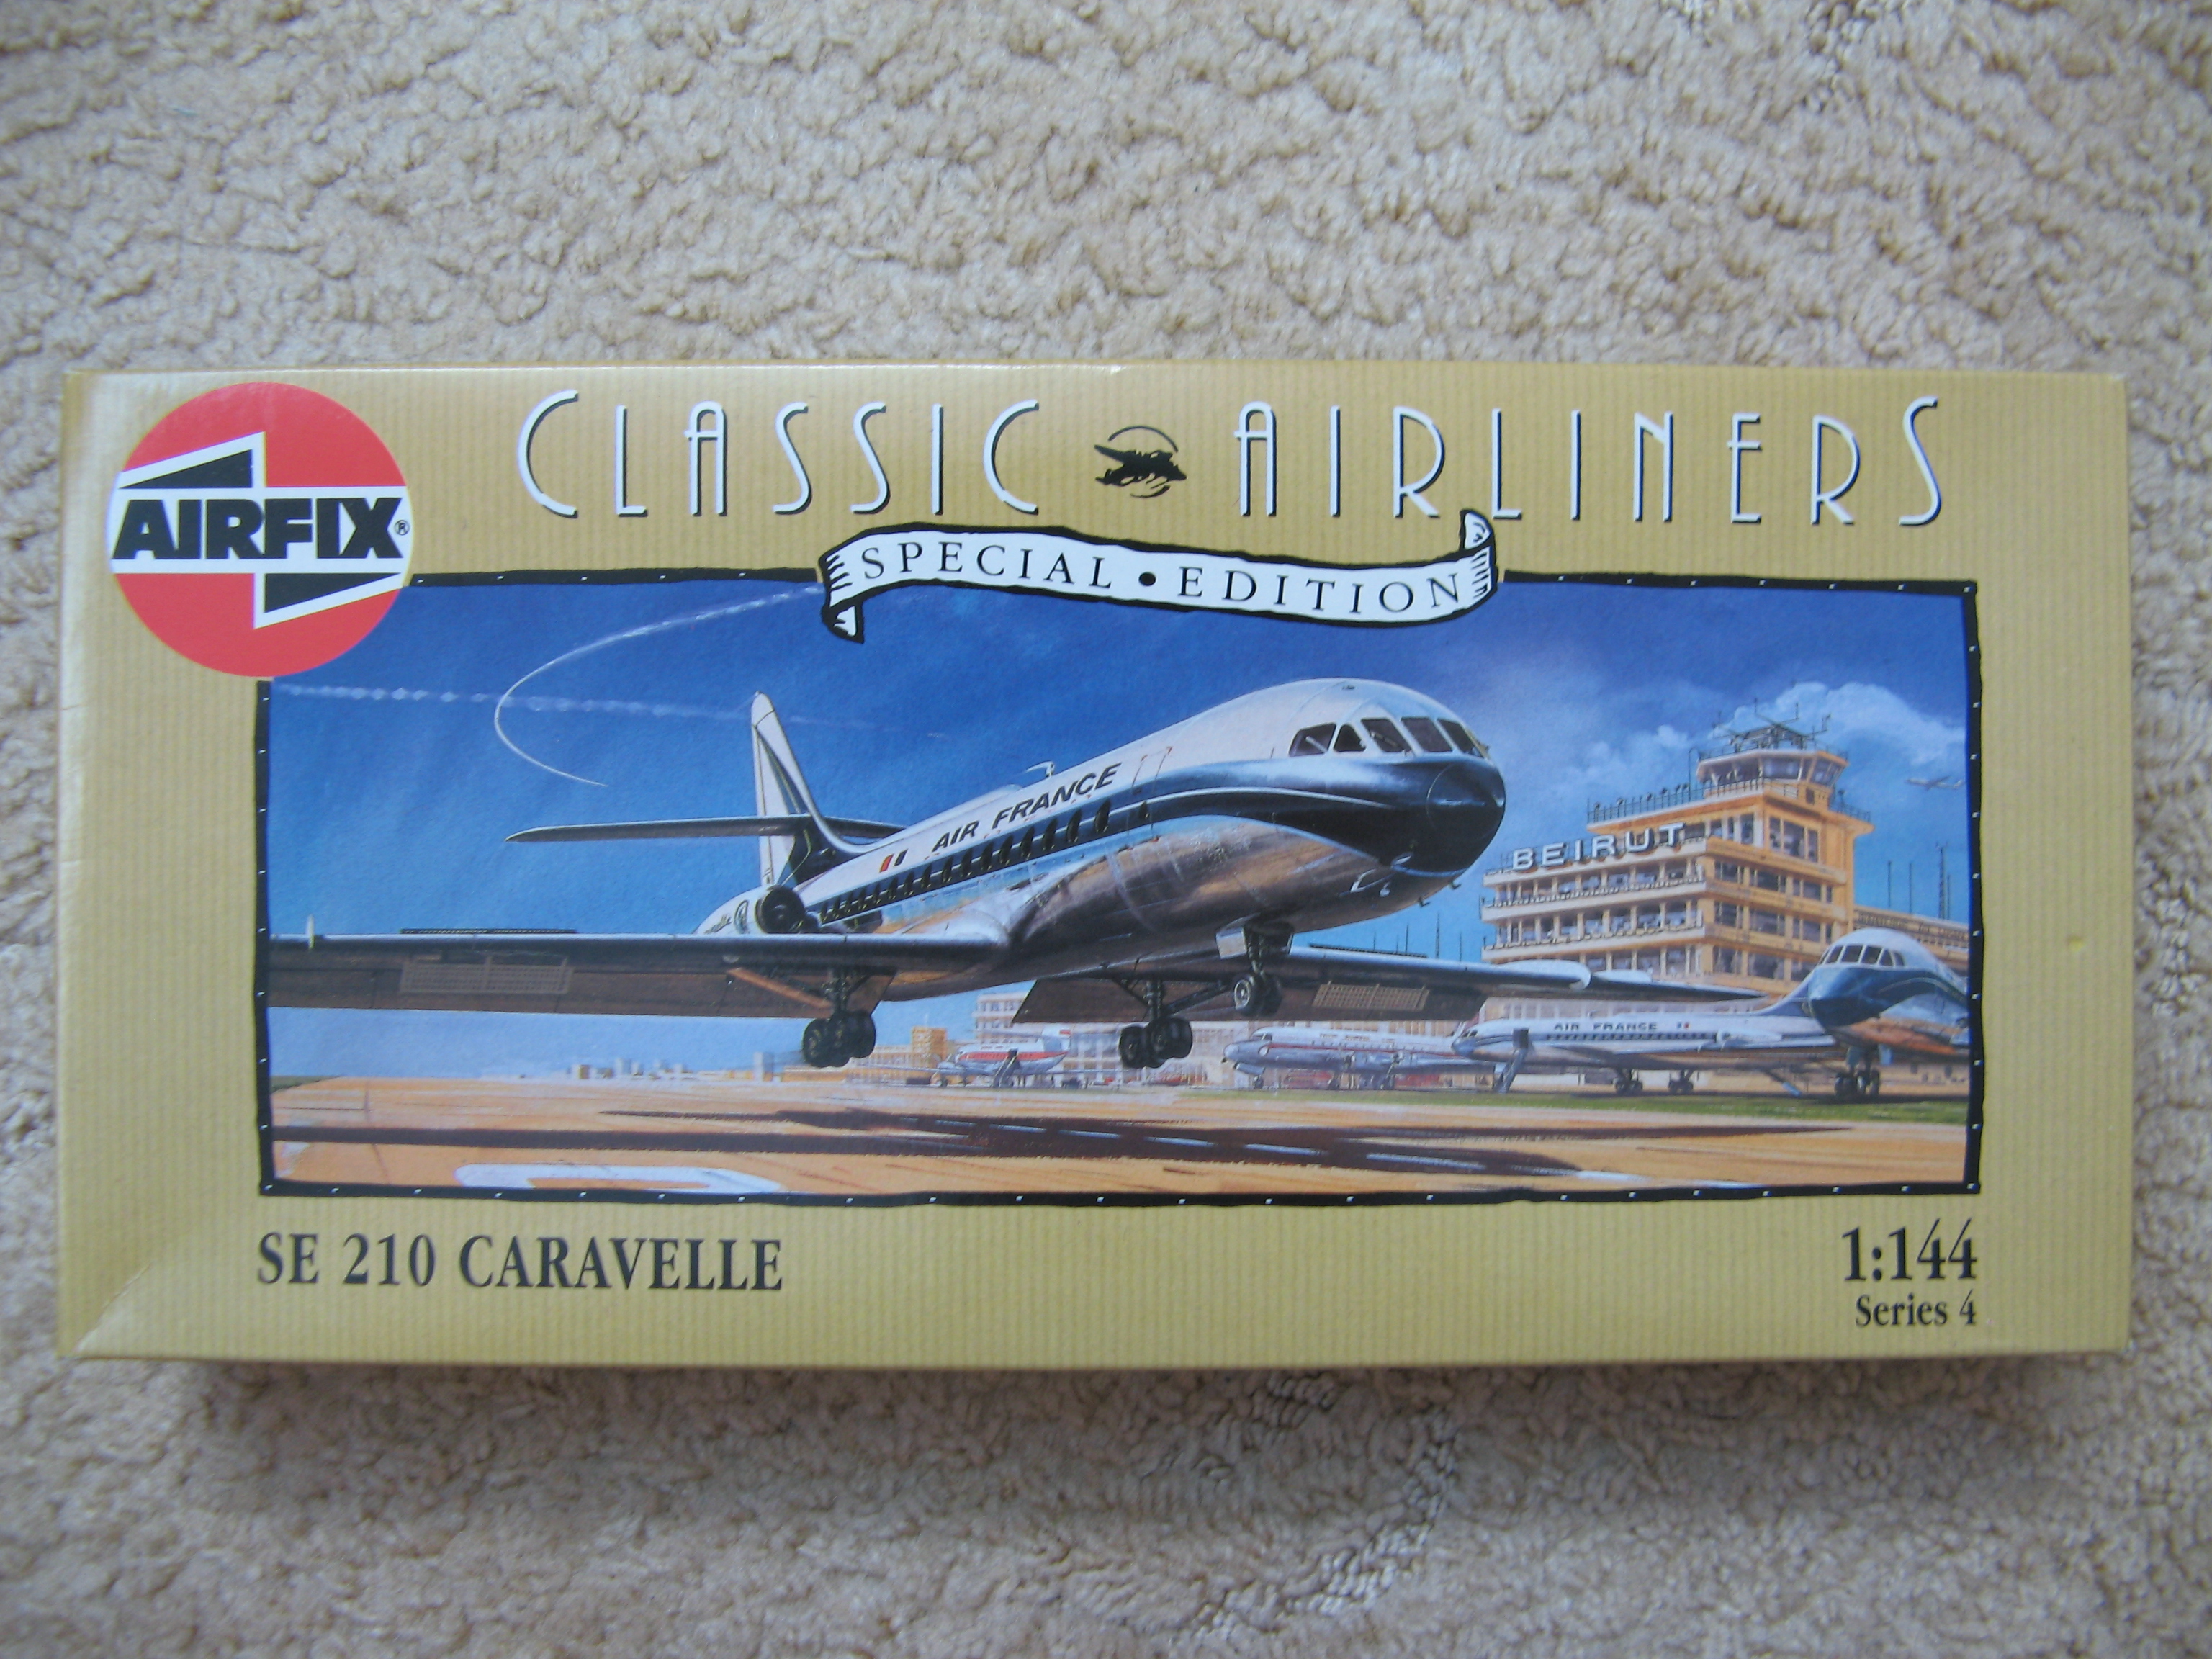 AIRFIX®
CLASSIC AIRLINERS
SPECIAL • EDITION
AIR FRANCE
BEIRUT
AIR FRANCE
SE 210 CARAVELLE
1:144
Series 4